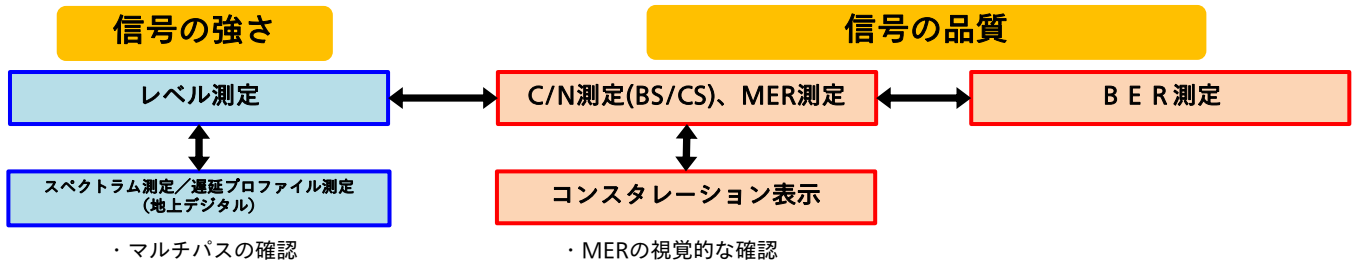 信号の強さ
信号の品質
レベル測定
C/N測定(BS/CS)、MER測定
ＢＥＲ測定
スペクトラム測定／遅延プロファイル測定
(地上デジタル)
コンスタレーション表示
・マルチパスの確認
・MERの視覚的な確認